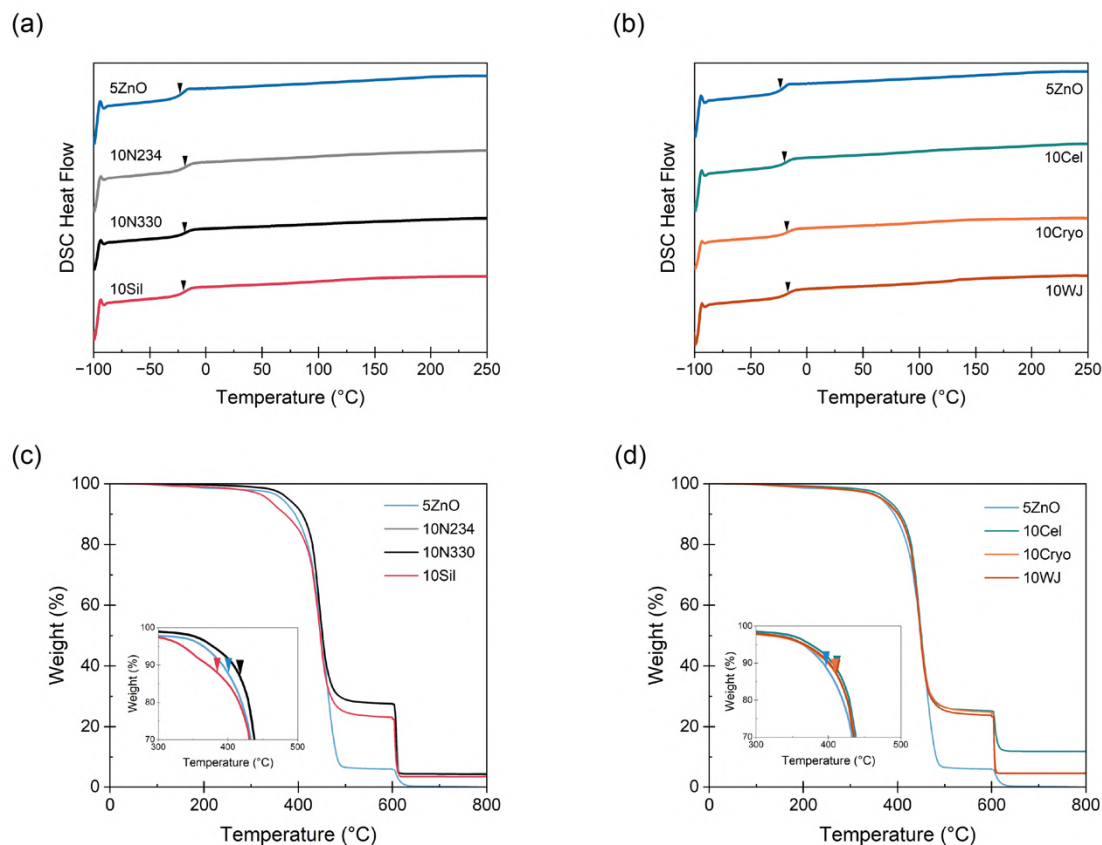 (a)
5ZnO
10N234
10N330
10Sil
DSC Heat Flow
−100 −50 0 50 100 150 200 250
Temperature (°C)
(b)
5ZnO
10Cel
10Cryo
10WJ
DSC Heat Flow
−100 −50 0 50 100 150 200 250
Temperature (°C)
(c)
100
80
60
40
20
0
Weight (%)
5ZnO
10N234
10N330
10Sil
100
90
80
70
Weight (%)
300 400 500
Temperature (°C)
0 200 400 600 800
Temperature (°C)
(d)
100
80
60
40
20
0
Weight (%)
5ZnO
10Cel
10Cryo
10WJ
100
90
80
70
Weight (%)
300 400 500
Temperature (°C)
0 200 400 600 800
Temperature (°C)